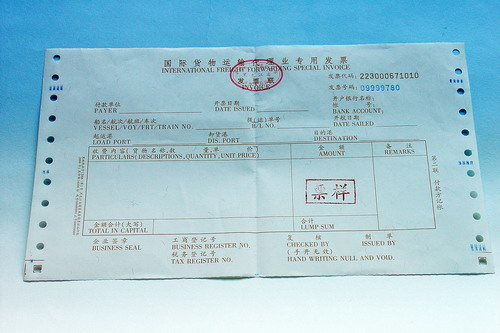 国际货物运输代理业专用发票
INTERNATIONAL FREIGHT FORWARDING SPECIAL INVOICE
发票联
INVOICE
发票代码: 223000671010
发票号码: 09999780
付款单位
PAYER
开票日期
DATE ISSUED
开户银行名称:
账 号:
BANK ACCOUNT:
船名/航次/航班/车次
VESSEL/VOY/FRT/TRAIN NO.
提(运)单号
B/L NO.
开航日期
DATE SAILED
起运港
LOAD PORT
卸货港
DIS. PORT
目的港
DESTINATION
收费内容(货物名称,数量,单价)
PARTICULARS (DESCRIPTIONS, QUANTITY, UNIT PRICE)
金额
AMOUNT
备注
REMARKS
票样
第二联 付款方记帐
金额合计(大写)
TOTAL IN CAPITAL
合计
LUMP SUM
企业签章
BUSINESS SEAL
工商登记号
BUSINESS REGISTER NO.
税务登记号
TAX REGISTER NO.
复核
CHECKED BY
制单
ISSUED BY
(手开无效)
HAND WRITING NULL AND VOID.